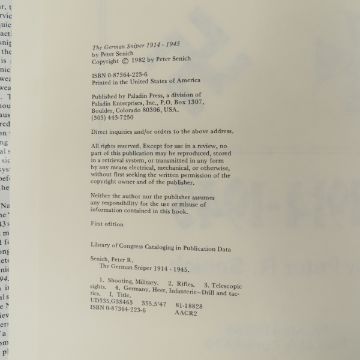 The German Sniper 1914 - 1945
by Peter Senich
Copyright © 1982 by Peter Senich
ISBN 0-87364-223-6
Printed in the United States of America
Published by Paladin Press, a division of
Paladin Enterprises, Inc., P.O. Box 1307,
Boulder, Colorado 80306, USA.
(303) 443-7250
Direct inquiries and/or orders to the above address.
All rights reserved. Except for use in a review, no
part of this publication may be reproduced, stored
in a retrieval system, or transmitted in any form
by any means electrical, mechanical, or otherwise,
without first seeking the written permission of the
copyright owner and of the publisher.
Neither the author nor the publisher assumes
any responsibility for the use or misuse of
information contained in this book.
First edition
Library of Congress Cataloging in Publication Data
Senich, Peter R.
The German Sniper 1914 - 1945.
1. Shooting, Military. 2. Rifles. 3. Telescopic
sights. 4. Germany. Heer. Infanterie—Drill and tac-
tics. I. Title.
UD335.G3S463 355.5'47 81-18828
ISBN 0-87364-223-6 AACR2